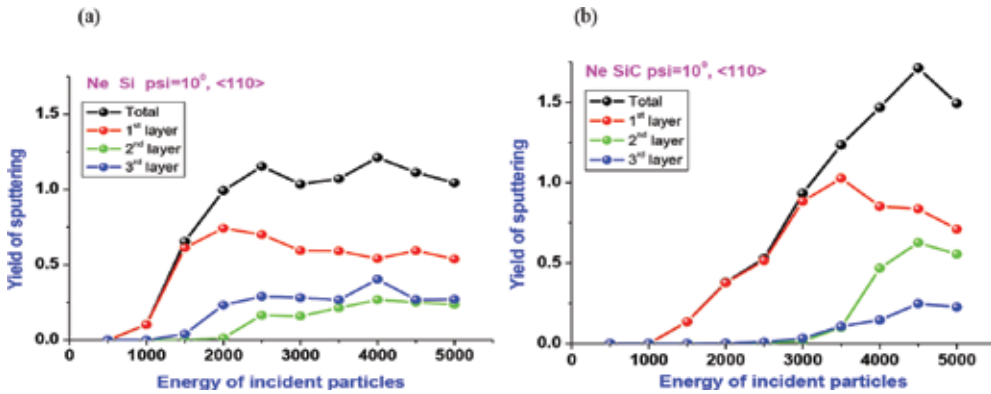 (a)
Ne Si psi=10⁰, <110>
Total
1st layer
2nd layer
3rd layer
Yield of sputtering
1.5
1.0
0.5
0.0
0 1000 2000 3000 4000 5000
Energy of incident particles
(b)
Ne SiC psi=10⁰, <110>
Total
1st layer
2nd layer
3rd layer
Yield of sputtering
1.5
1.0
0.5
0.0
0 1000 2000 3000 4000 5000
Energy of incident particles